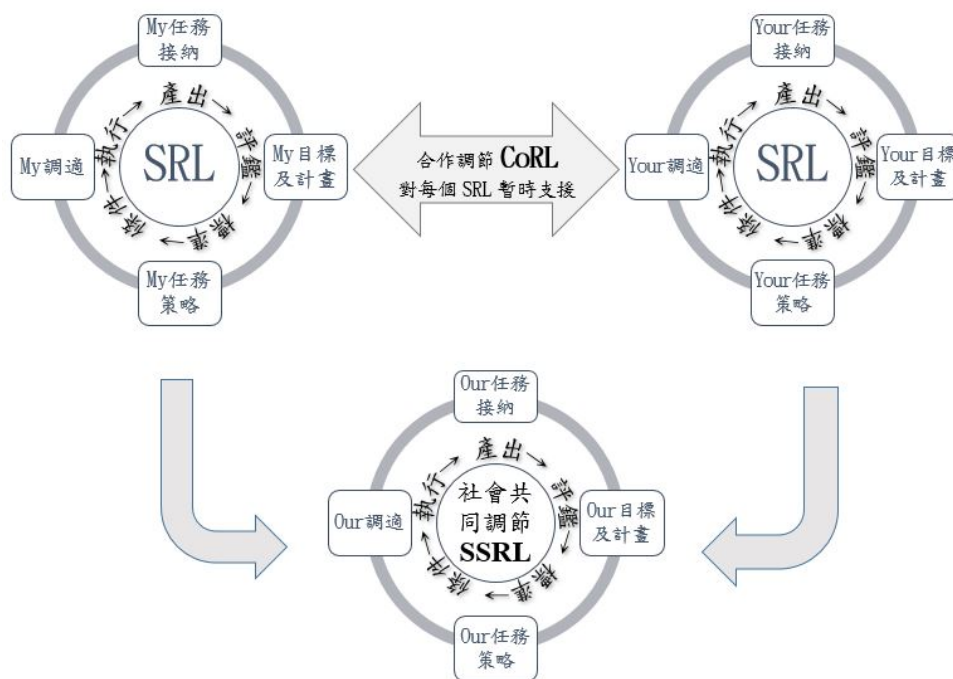 My任務
接納
My調適
執行→ 產出→ 評鑑→ 標準→ 條件→
SRL
My目標
及計畫
My任務
策略
合作調節 CoRL
對每個 SRL 暫時支援
Your任務
接納
Your調適
執行→ 產出→ 評鑑→ 標準→ 條件→
SRL
Your目標
及計畫
Your任務
策略
Our任務
接納
Our調適
執行→ 產出→ 評鑑→ 標準→ 條件→
社會共
同調節
SSRL
Our目標
及計畫
Our任務
策略